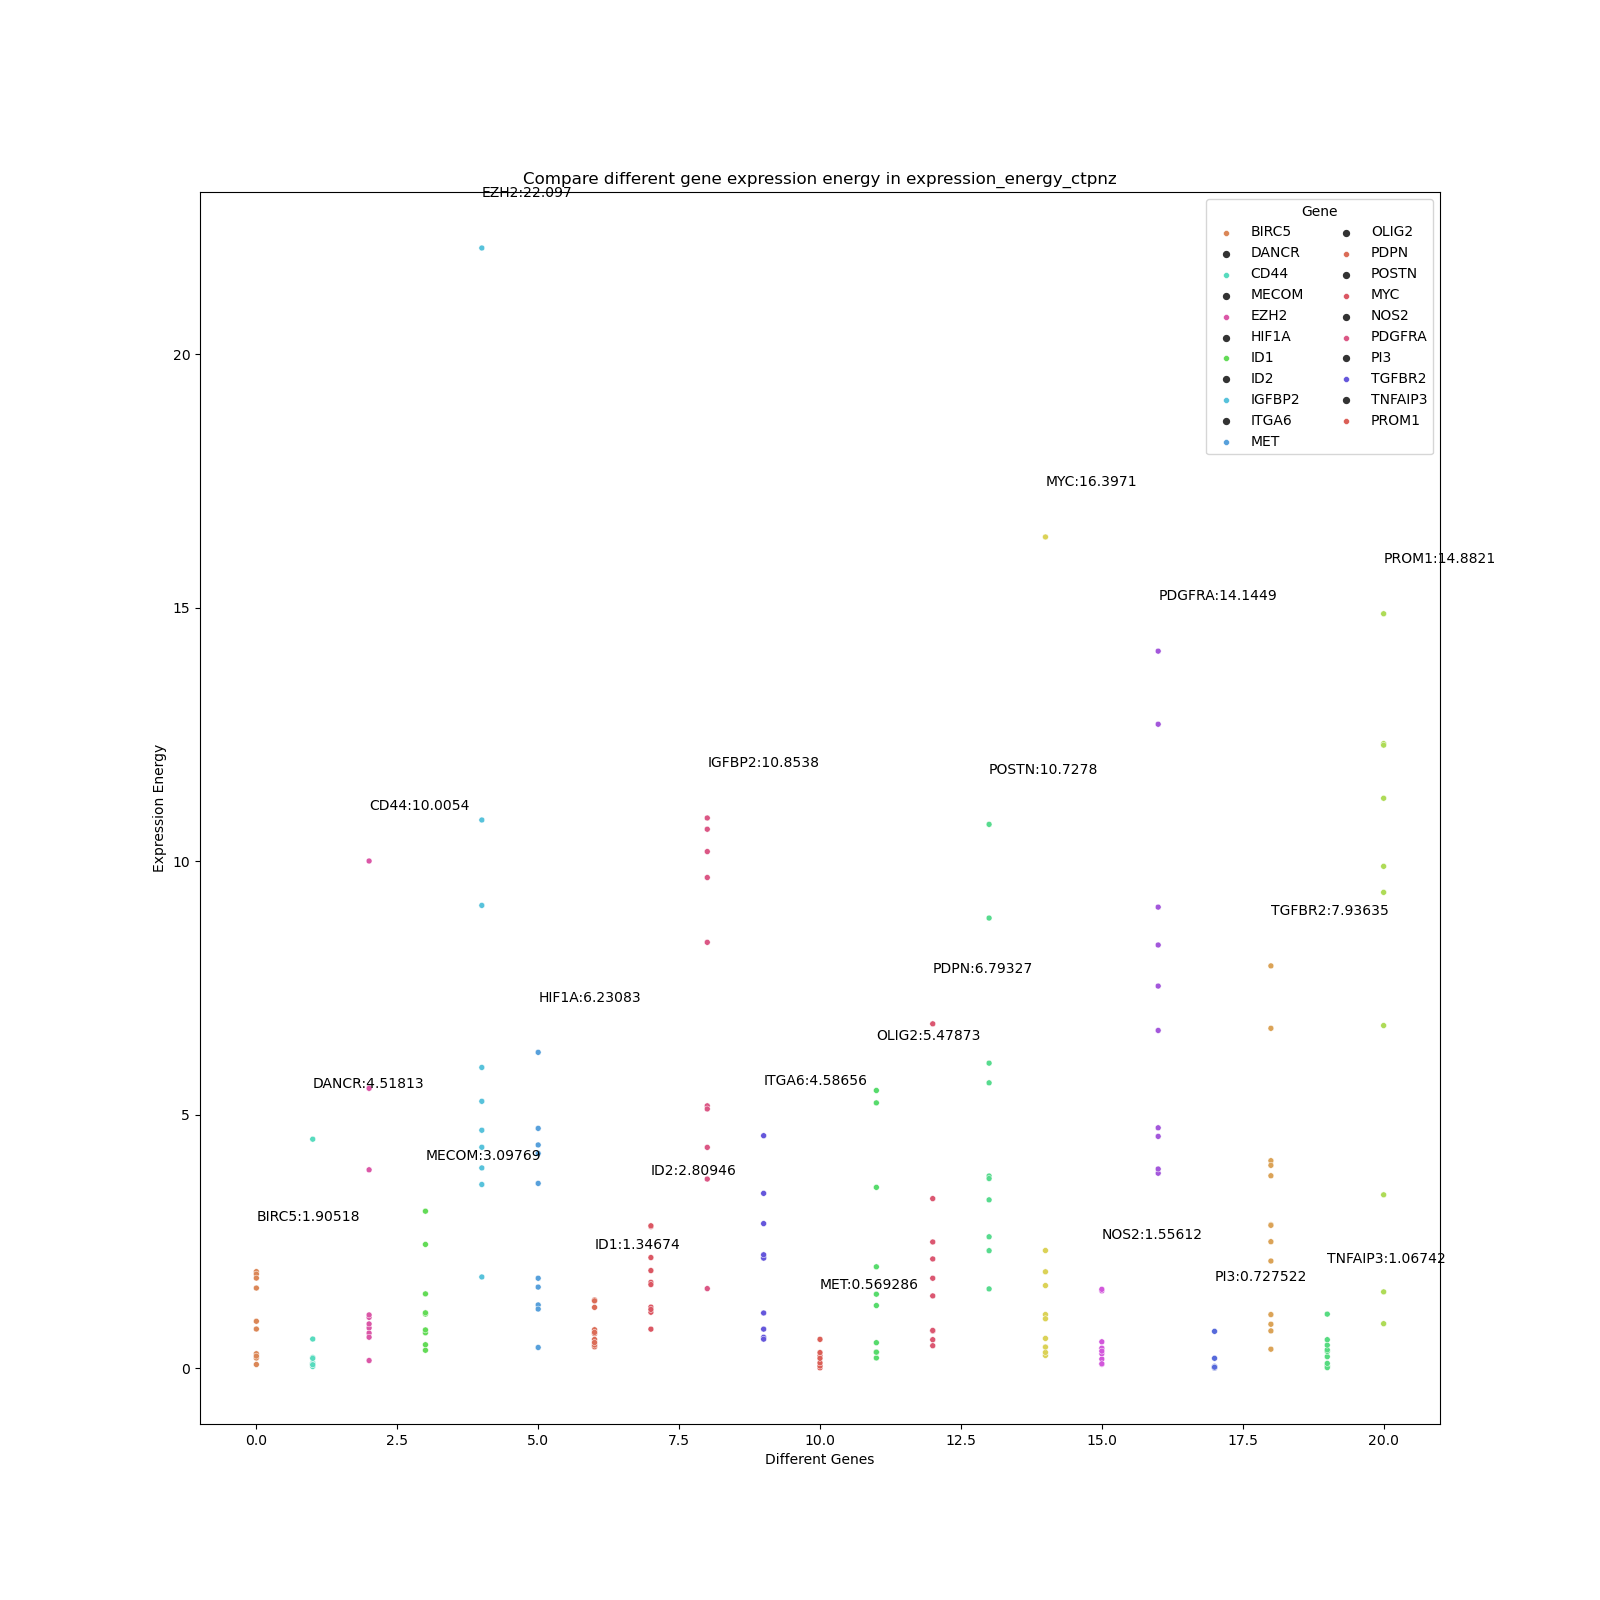 Compare different gene expression energy in expression_energy_ctpnz
EZH2:22.097
Gene
BIRC5
DANCR
CD44
MECOM
EZH2
HIF1A
ID1
ID2
IGFBP2
ITGA6
MET
OLIG2
PDPN
POSTN
MYC
NOS2
PDGFRA
PI3
TGFBR2
TNFAIP3
PROM1
MYC:16.3971
PROM1:14.8821
PDGFRA:14.1449
IGFBP2:10.8538
POSTN:10.7278
CD44:10.0054
TGFBR2:7.93635
PDPN:6.79327
HIF1A:6.23083
OLIG2:5.47873
DANCR:4.51813
ITGA6:4.58656
MECOM:3.09769
ID2:2.80946
BIRC5:1.90518
ID1:1.34674
NOS2:1.55612
TNFAIP3:1.06742
MET:0.569286
PI3:0.727522
Expression Energy
20
15
10
5
0
0.0 2.5 5.0 7.5 10.0 12.5 15.0 17.5 20.0
Different Genes